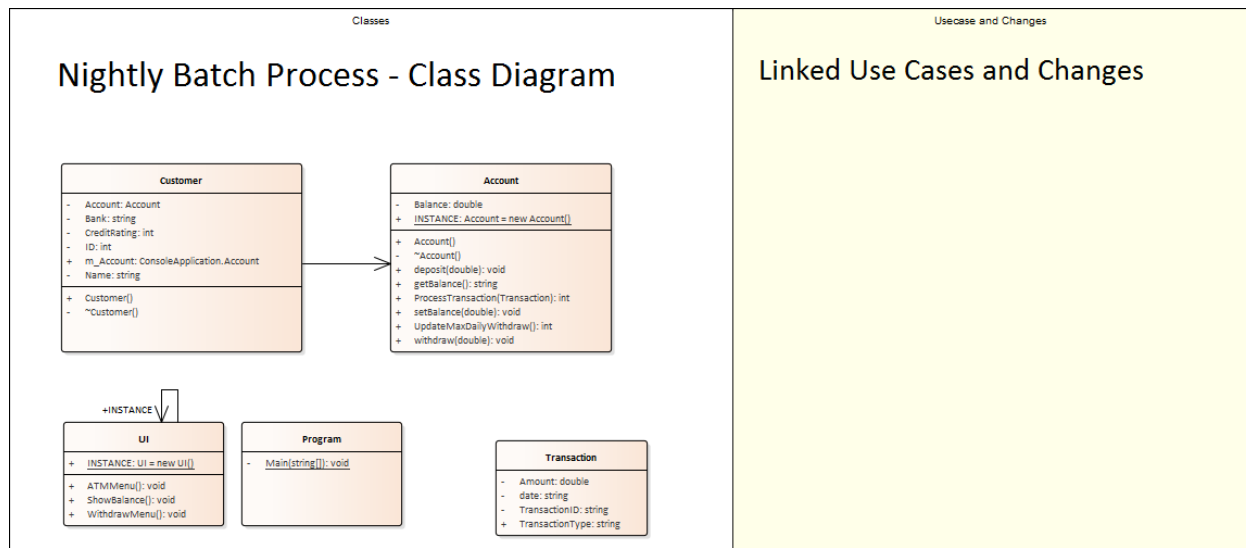 Classes
Usecase and Changes
Nightly Batch Process - Class Diagram
Linked Use Cases and Changes
Customer
- Account: Account
- Bank: string
- CreditRating: int
- ID: int
+ m_Account: ConsoleApplication.Account
- Name: string
+ Customer()
- ~Customer()
Account
- Balance: double
+ INSTANCE: Account = new Account()
+ Account()
- ~Account()
+ deposit(double): void
+ getBalance(): string
+ ProcessTransaction(Transaction): int
+ setBalance(double): void
+ UpdateMaxDailyWithdraw(): int
+ withdraw(double): void
+INSTANCE
UI
+ INSTANCE: UI = new UI()
+ ATMMenu(): void
+ ShowBalance(): void
+ WithdrawMenu(): void
Program
- Main(string[]): void
Transaction
- Amount: double
- date: string
- TransactionID: string
+ TransactionType: string